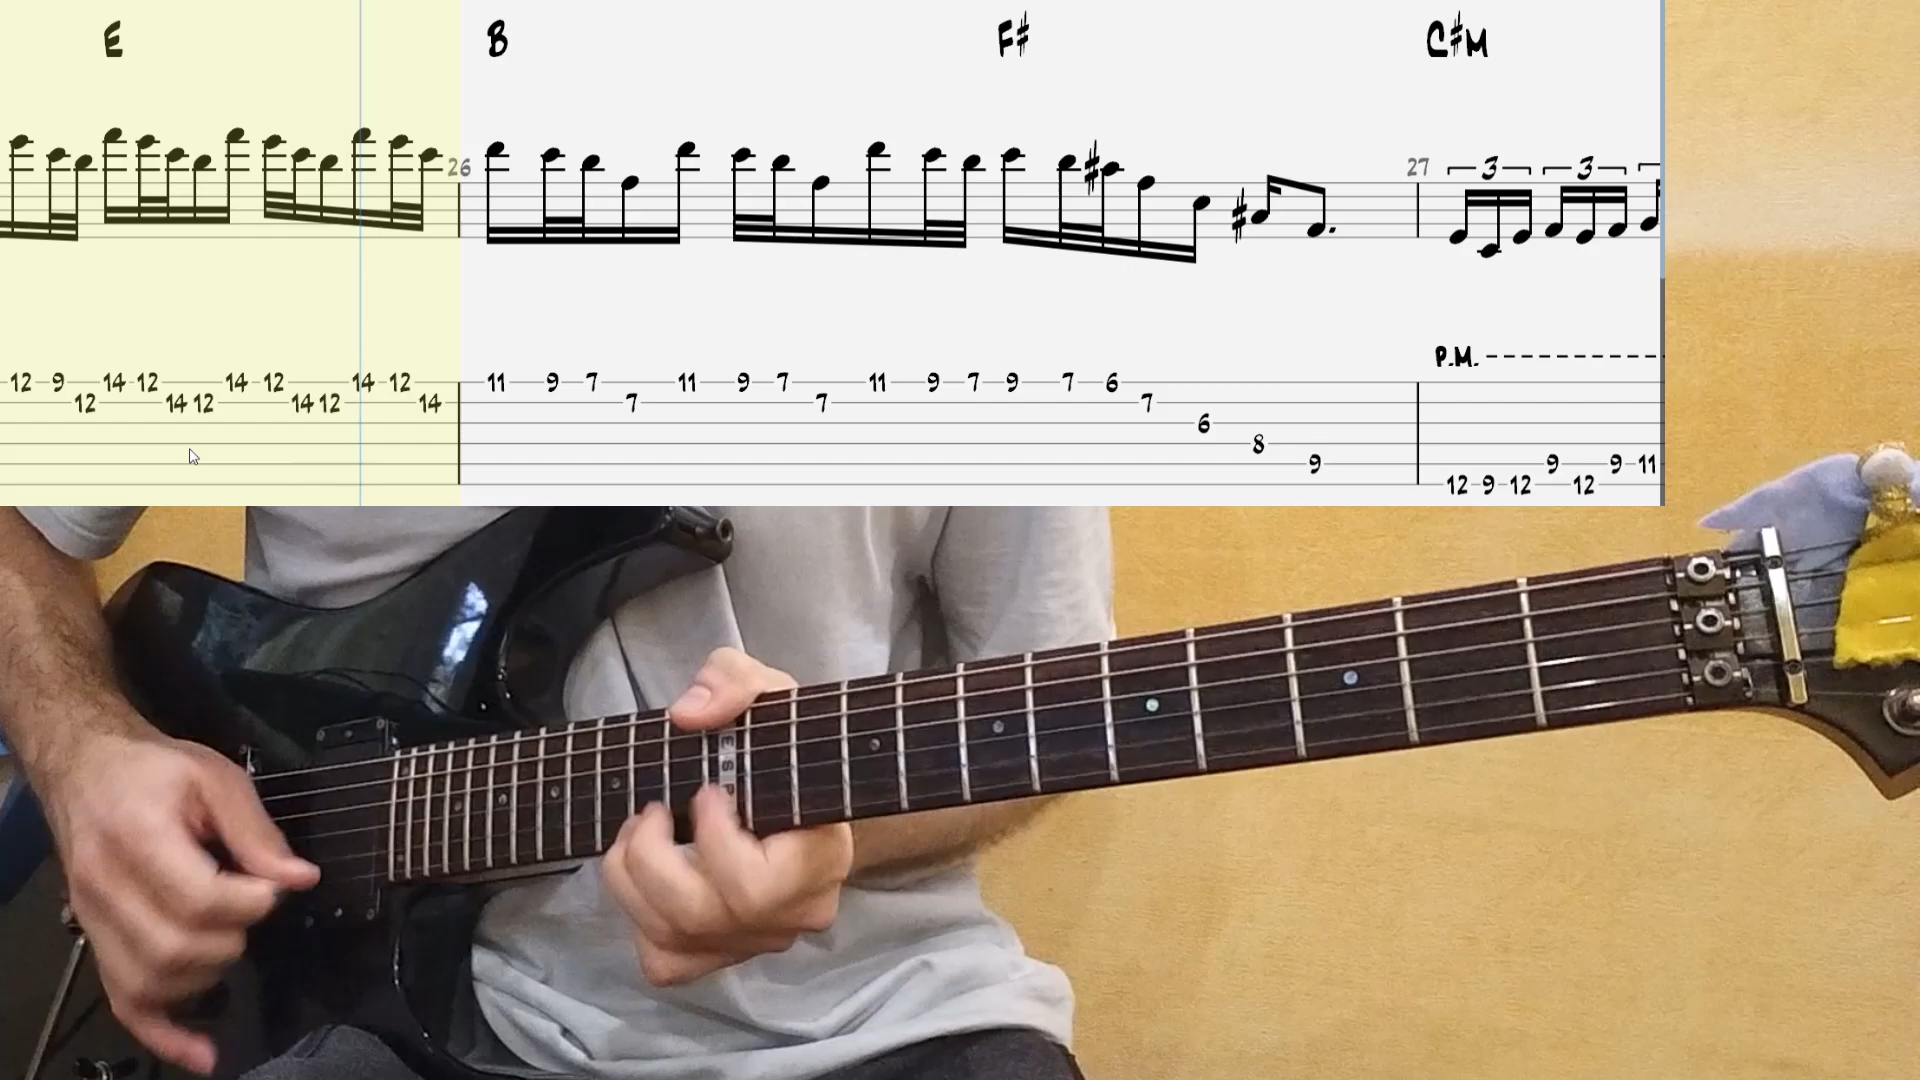 E B F# C#M
26 27 3 3
P.M.
12 9 14 12 14 12 14 12 11 9 7 11 9 7 11 9 7 9 7 6
12 14 12 14 12 14 7 7 7
6
8
9 9 9 11
12 9 12 12
ESP